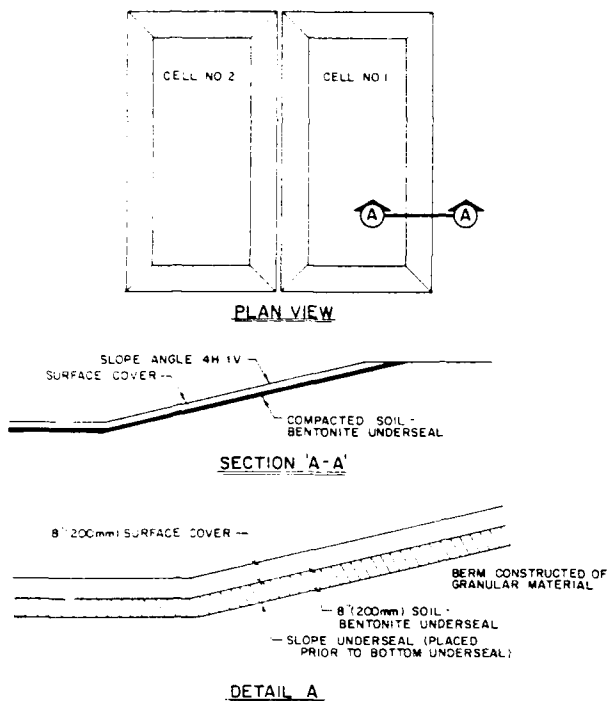 CELL NO 2
CELL NO 1
A
A
PLAN VIEW
SLOPE ANGLE 4H 1V
SURFACE COVER
COMPACTED SOIL -
BENTONITE UNDERSEAL
SECTION 'A-A'
8"(200mm) SURFACE COVER
BERM CONSTRUCTED OF
GRANULAR MATERIAL
8"(200mm) SOIL -
BENTONITE UNDERSEAL
SLOPE UNDERSEAL (PLACED
PRIOR TO BOTTOM UNDERSEAL)
DETAIL A